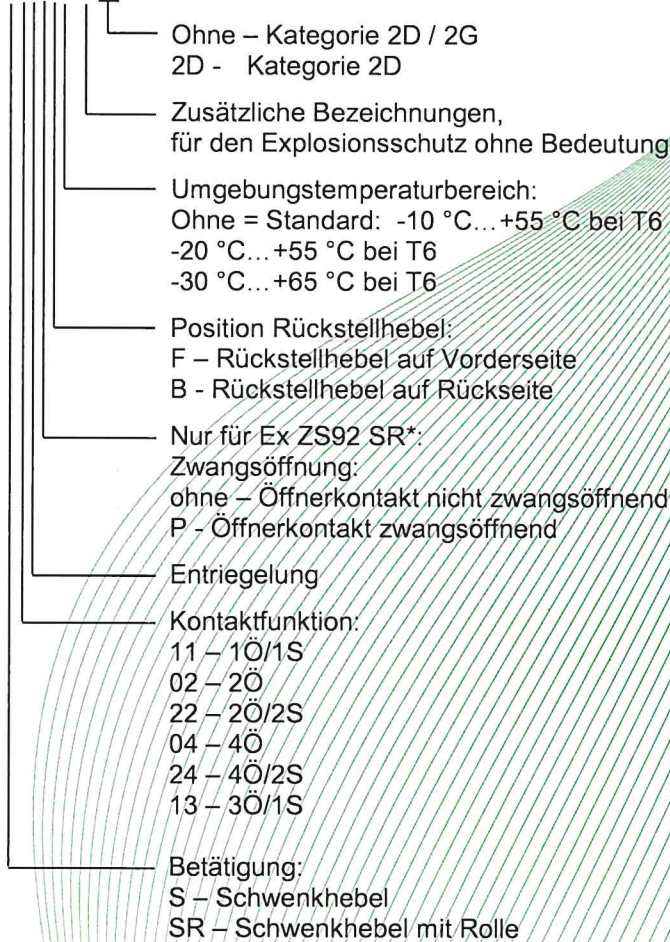 Ohne – Kategorie 2D / 2G
2D - Kategorie 2D
Zusätzliche Bezeichnungen,
für den Explosionsschutz ohne Bedeutung
Umgebungstemperaturbereich:
Ohne = Standard: -10 °C…+55 °C bei T6
-20 °C…+55 °C bei T6
-30 °C…+65 °C bei T6
Position Rückstellhebel:
F – Rückstellhebel auf Vorderseite
B - Rückstellhebel auf Rückseite
Nur für Ex ZS92 SR*:
Zwangsöffnung:
ohne – Öffnerkontakt nicht zwangsöffnend
P - Öffnerkontakt zwangsöffnend
Entriegelung
Kontaktfunktion:
11 – 1Ö/1S
02 – 2Ö
22 – 2Ö/2S
04 – 4Ö
24 – 4Ö/2S
13 – 3Ö/1S
Betätigung:
S – Schwenkhebel
SR – Schwenkhebel mit Rolle